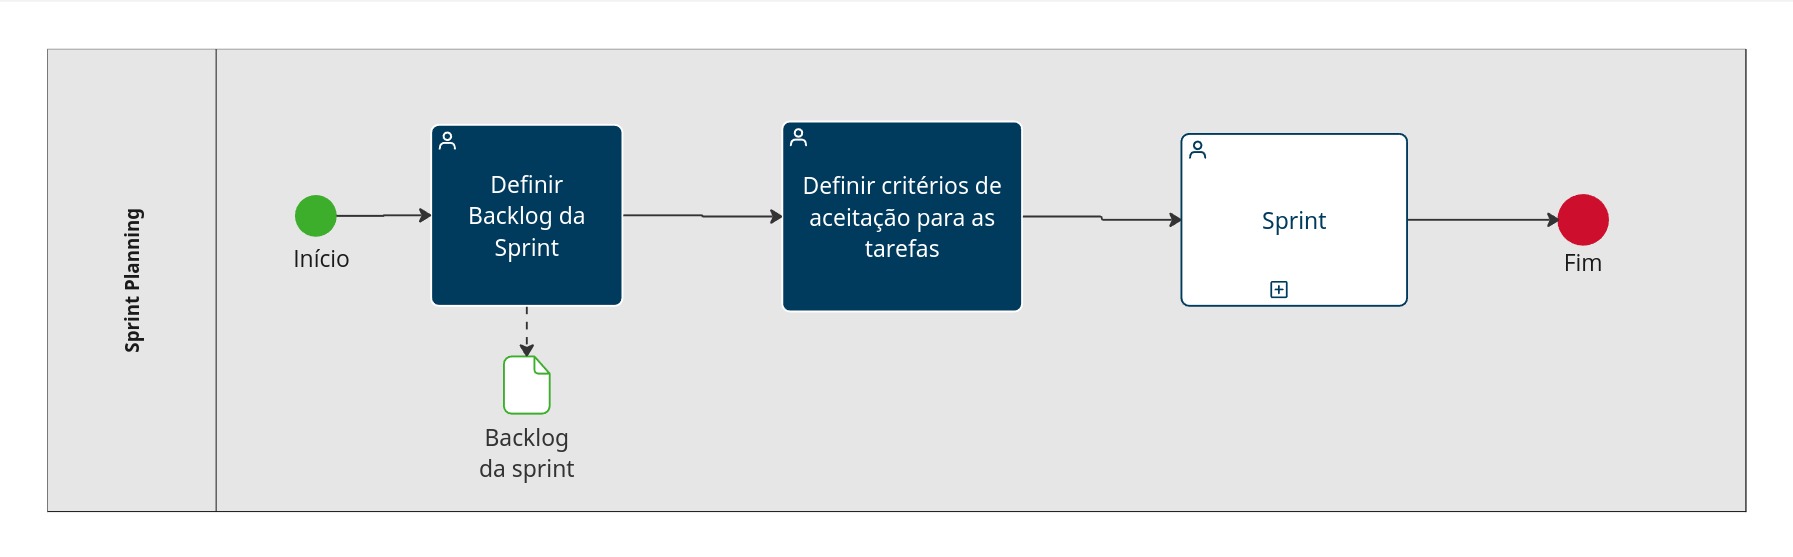 Sprint Planning
Início
Definir
Backlog da
Sprint
Definir critérios de
aceitação para as
tarefas
Sprint
Fim
Backlog
da sprint